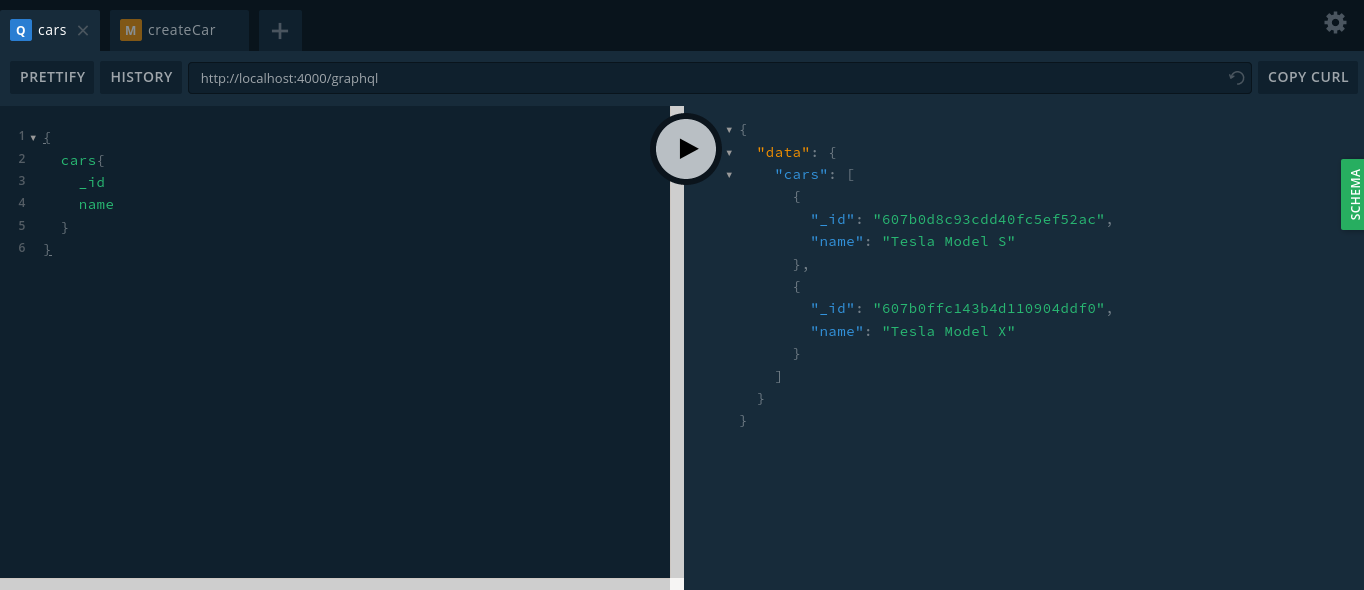 Q cars × M createCar +
PRETTIFY HISTORY http://localhost:4000/graphql COPY CURL
1 {
2 cars{
3 _id
4 name
5 }
6 }
{
"data": {
"cars": [
{
"_id": "607b0d8c93cdd40fc5ef52ac",
"name": "Tesla Model S"
},
{
"_id": "607b0ffc143b4d110904ddf0",
"name": "Tesla Model X"
}
]
}
}
SCHEMA